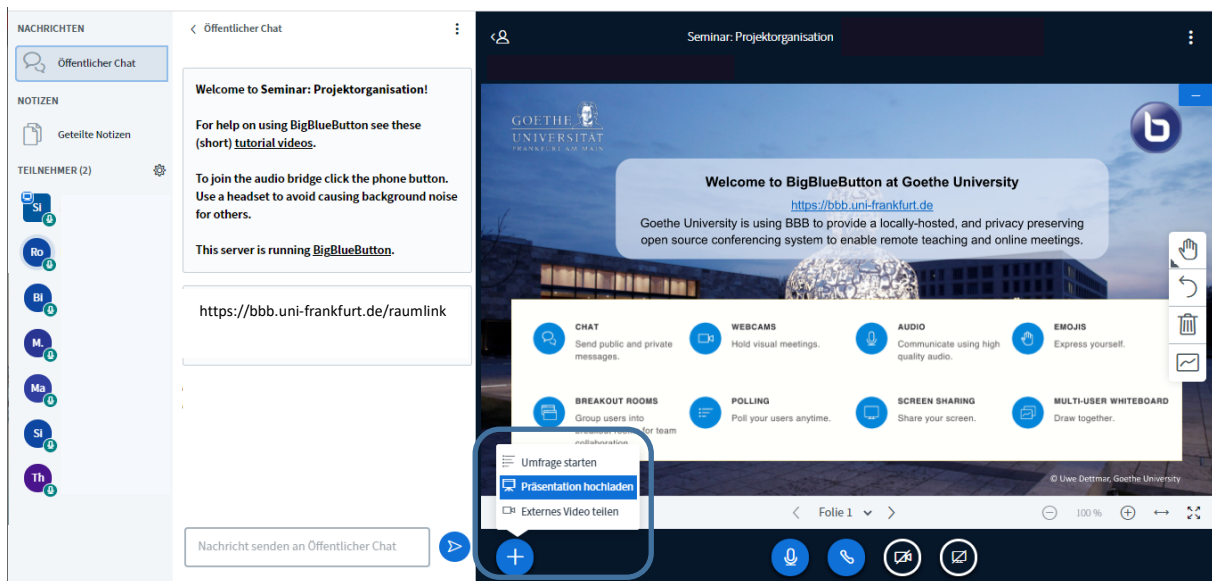 NACHRICHTEN
Öffentlicher Chat
NOTIZEN
Geteilte Notizen
TEILNEHMER (2)
Si
Ro
BI
M.
Ma
Si
Th
Öffentlicher Chat
Welcome to Seminar: Projektorganisation!
For help on using BigBlueButton see these
(short) tutorial videos.
To join the audio bridge click the phone button.
Use a headset to avoid causing background noise
for others.
This server is running BigBlueButton.
https://bbb.uni-frankfurt.de/raumlink
Nachricht senden an Öffentlicher Chat
Seminar: Projektorganisation
GOETHE
UNIVERSITÄT
FRANKFURT AM MAIN
b
Welcome to BigBlueButton at Goethe University
https://bbb.uni-frankfurt.de
Goethe University is using BBB to provide a locally-hosted, and privacy preserving
open source conferencing system to enable remote teaching and online meetings.
CHAT
Send public and private
messages.
WEBCAMS
Hold visual meetings.
AUDIO
Communicate using high
quality audio.
EMOJIS
Express yourself.
BREAKOUT ROOMS
Group users into
breakout rooms for team
collaboration.
POLLING
Poll your users anytime.
SCREEN SHARING
Share your screen.
MULTI-USER WHITEBOARD
Draw together.
© Uwe Dettmar, Goethe University
Umfrage starten
Präsentation hochladen
Externes Video teilen
Folie 1
100 %